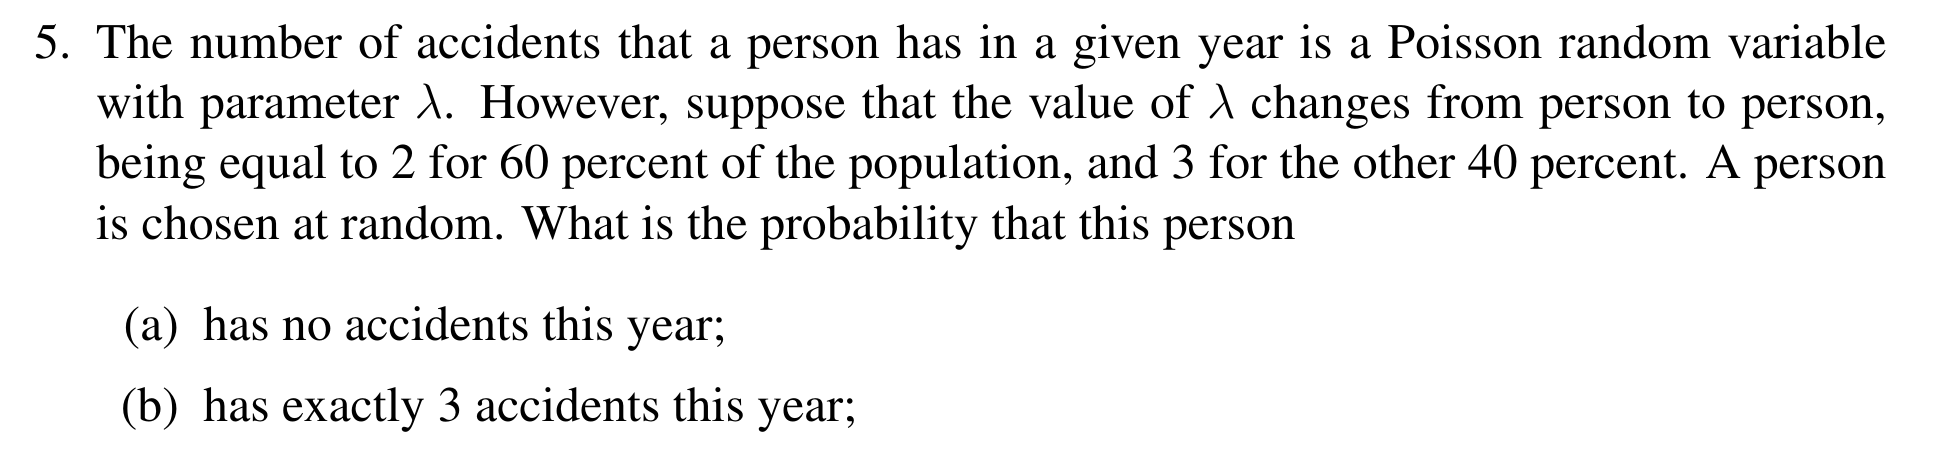 5. The number of accidents that a person has in a given year is a Poisson random variable
with parameter λ. However, suppose that the value of λ changes from person to person,
being equal to 2 for 60 percent of the population, and 3 for the other 40 percent. A person
is chosen at random. What is the probability that this person
(a) has no accidents this year;
(b) has exactly 3 accidents this year;